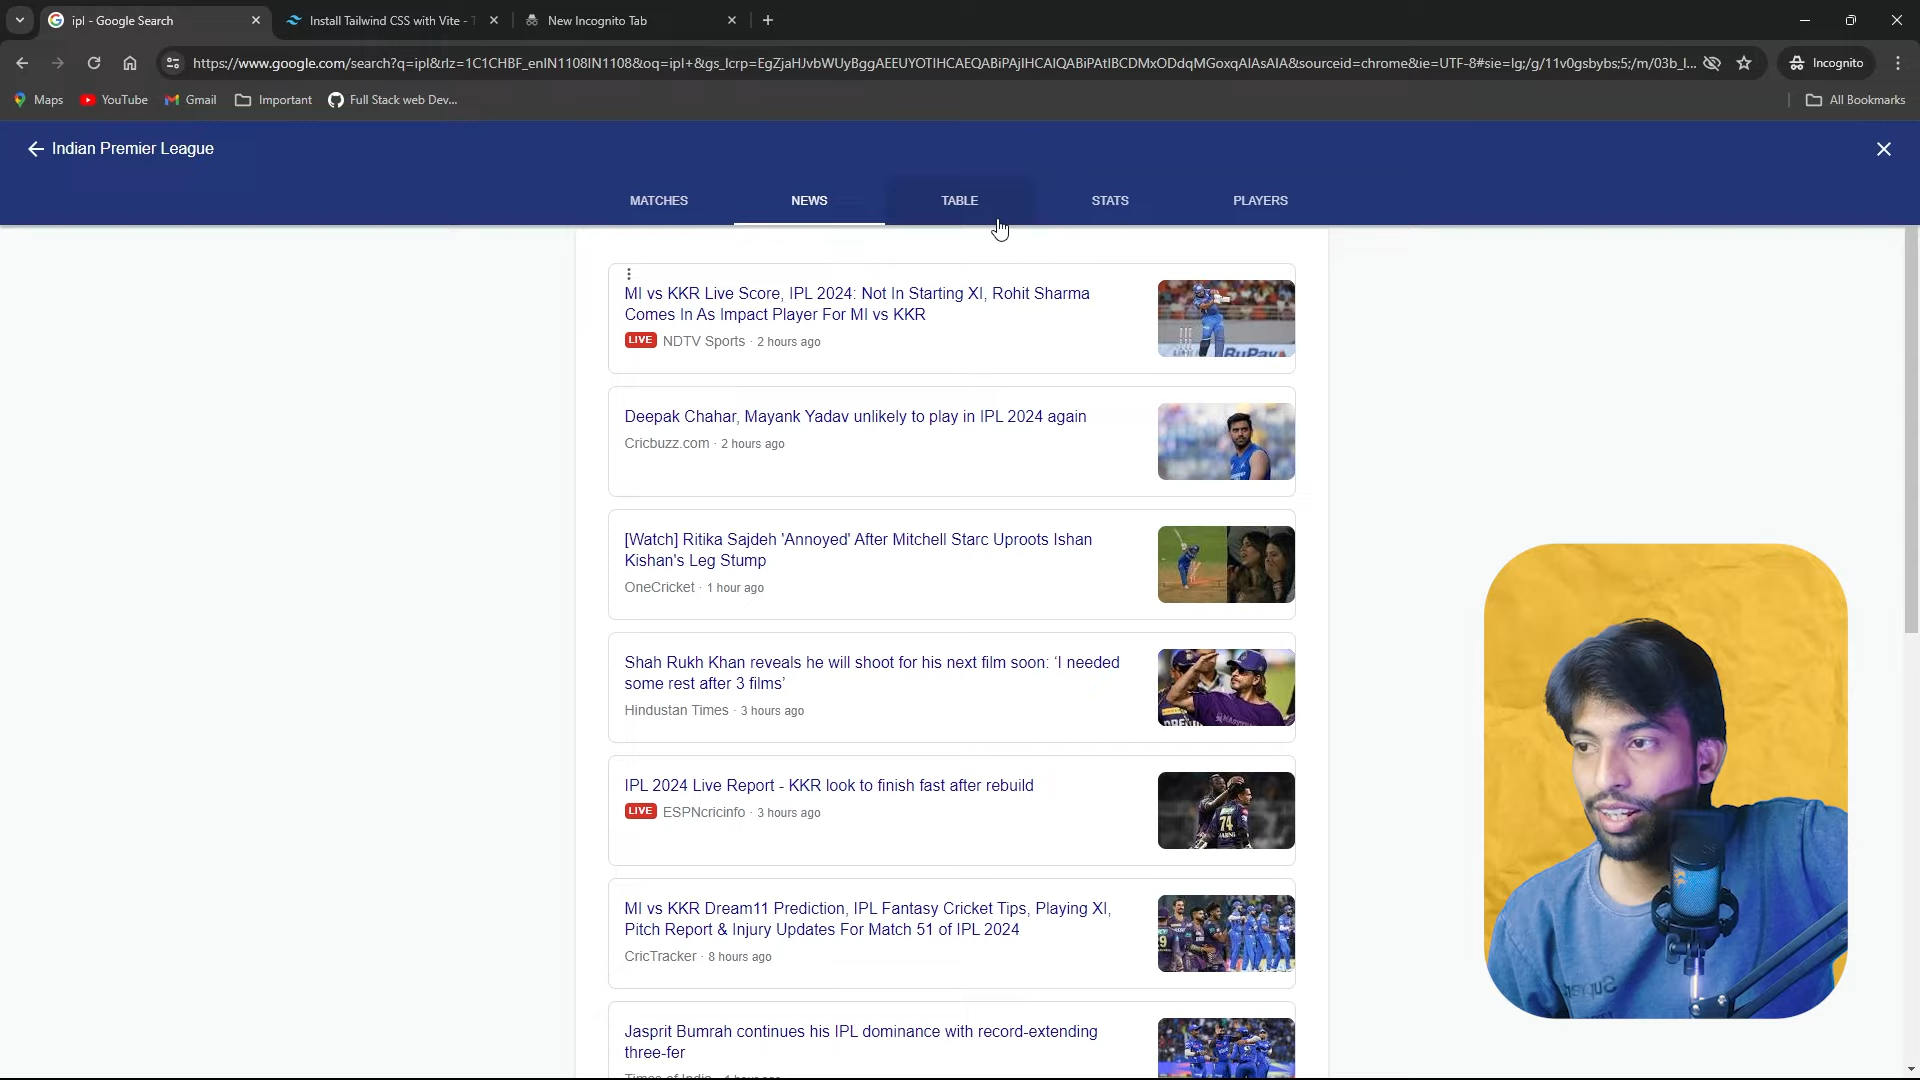 ipl - Google Search
Install Tailwind CSS with Vite -
New Incognito Tab
https://www.google.com/search?q=ipl&rlz=1C1CHBF_enIN1108IN1108&oq=ipl+&gs_lcrp=EgZjaHJvbWUyBggAEEUYOTIHCAEQABiPAjIHCAIQABiPAtIBCDMxODdqMGoxqAIAsAIA&sourceid=chrome&ie=UTF-8#sie=lg;/g/11v0gsbybs;5;/m/03b_l...
Incognito
Maps
YouTube
Gmail
Important
Full Stack web Dev...
All Bookmarks
Indian Premier League
MATCHES
NEWS
TABLE
STATS
PLAYERS
MI vs KKR Live Score, IPL 2024: Not In Starting XI, Rohit Sharma
Comes In As Impact Player For MI vs KKR
LIVE NDTV Sports · 2 hours ago
Deepak Chahar, Mayank Yadav unlikely to play in IPL 2024 again
Cricbuzz.com · 2 hours ago
[Watch] Ritika Sajdeh 'Annoyed' After Mitchell Starc Uproots Ishan
Kishan's Leg Stump
OneCricket · 1 hour ago
Shah Rukh Khan reveals he will shoot for his next film soon: ‘I needed
some rest after 3 films’
Hindustan Times · 3 hours ago
IPL 2024 Live Report - KKR look to finish fast after rebuild
LIVE ESPNcricinfo · 3 hours ago
74
MI vs KKR Dream11 Prediction, IPL Fantasy Cricket Tips, Playing XI,
Pitch Report & Injury Updates For Match 51 of IPL 2024
CricTracker · 8 hours ago
Jasprit Bumrah continues his IPL dominance with record-extending
three-fer
Times of India · 1 hour ago